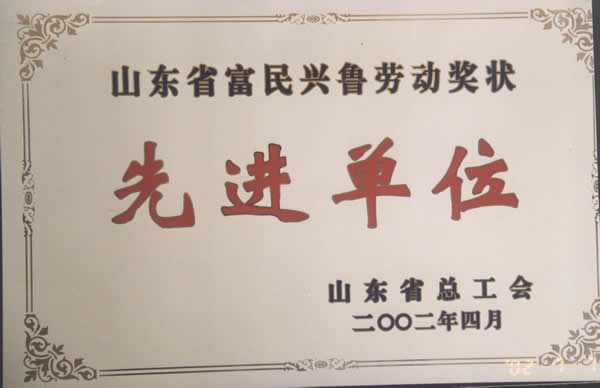 山东省富民兴鲁劳动奖状
先进单位
山东省总工会
二〇〇二年四月